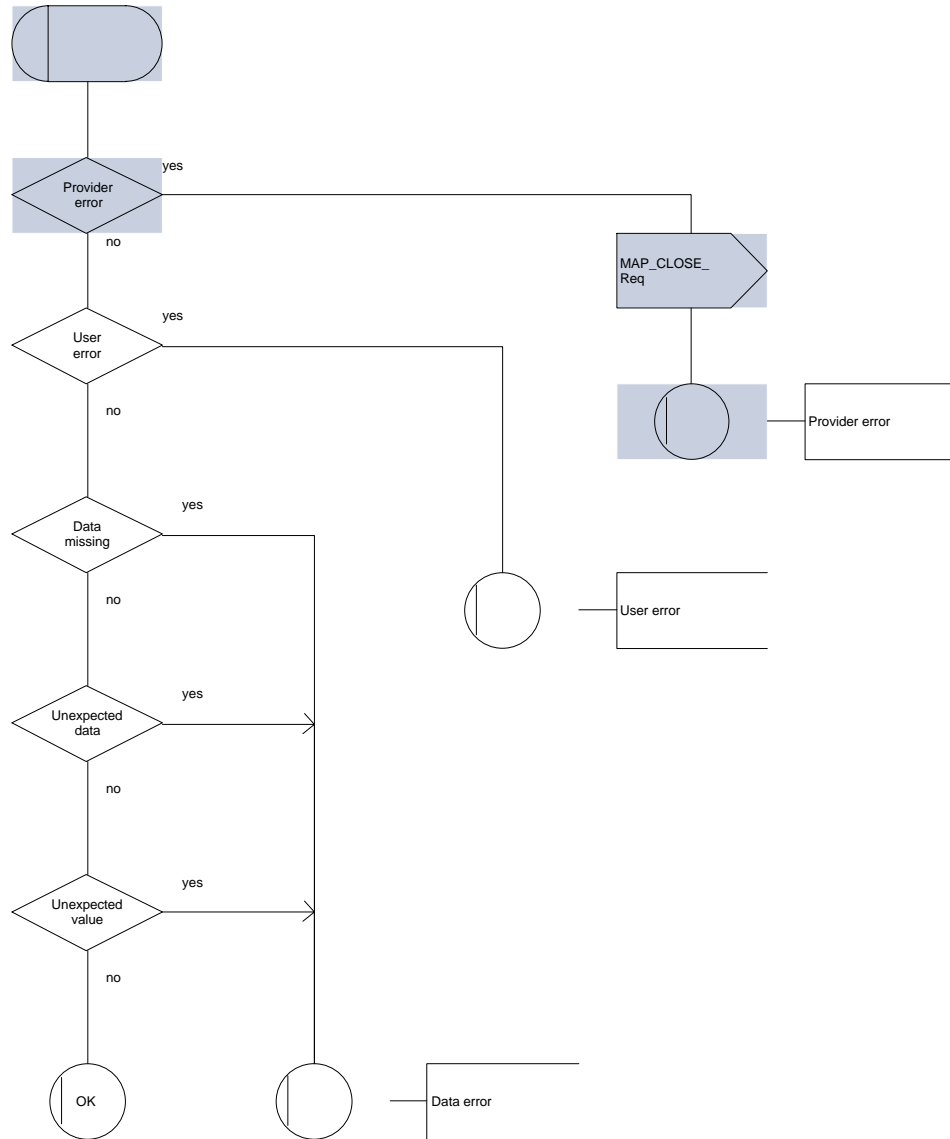 yes
Provider
error
no
MAP_CLOSE_
Req
yes
User
error
no
Provider error
yes
Data
missing
no
User error
yes
Unexpected
data
no
yes
Unexpected
value
no
OK
Data error